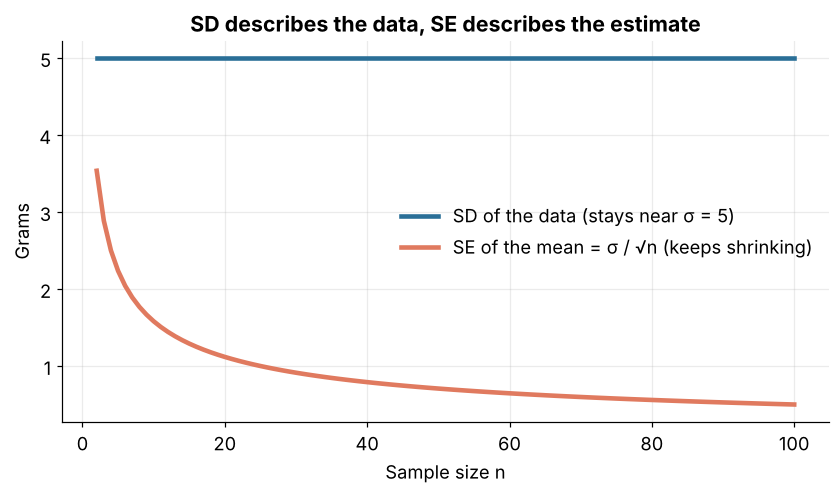 SD describes the data, SE describes the estimate
5
4
3
2
1
Grams
SD of the data (stays near σ = 5)
SE of the mean = σ / √n (keeps shrinking)
0 20 40 60 80 100
Sample size n